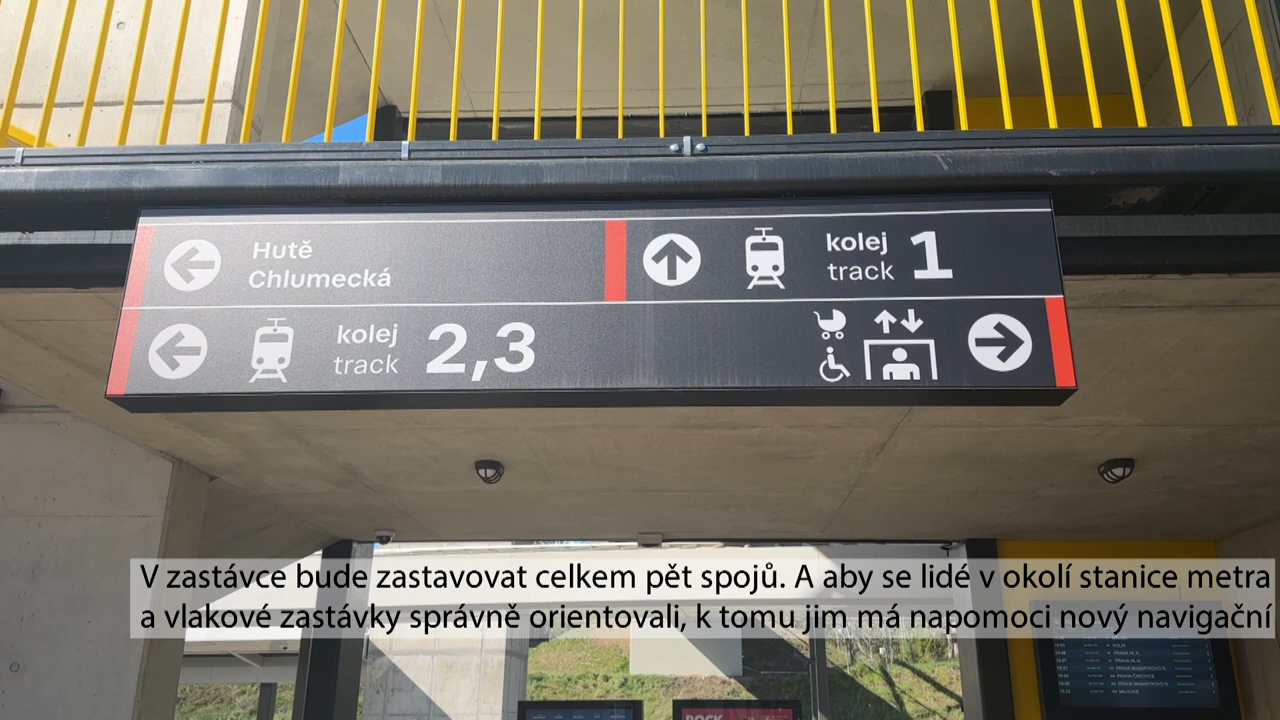 Hutě
Chlumecká
kolej
track
1
kolej
track
2,3
V zastávce bude zastavovat celkem pět spojů. A aby se lidé v okolí stanice metra
a vlakové zastávky správně orientovali, k tomu jim má napomoci nový navigační